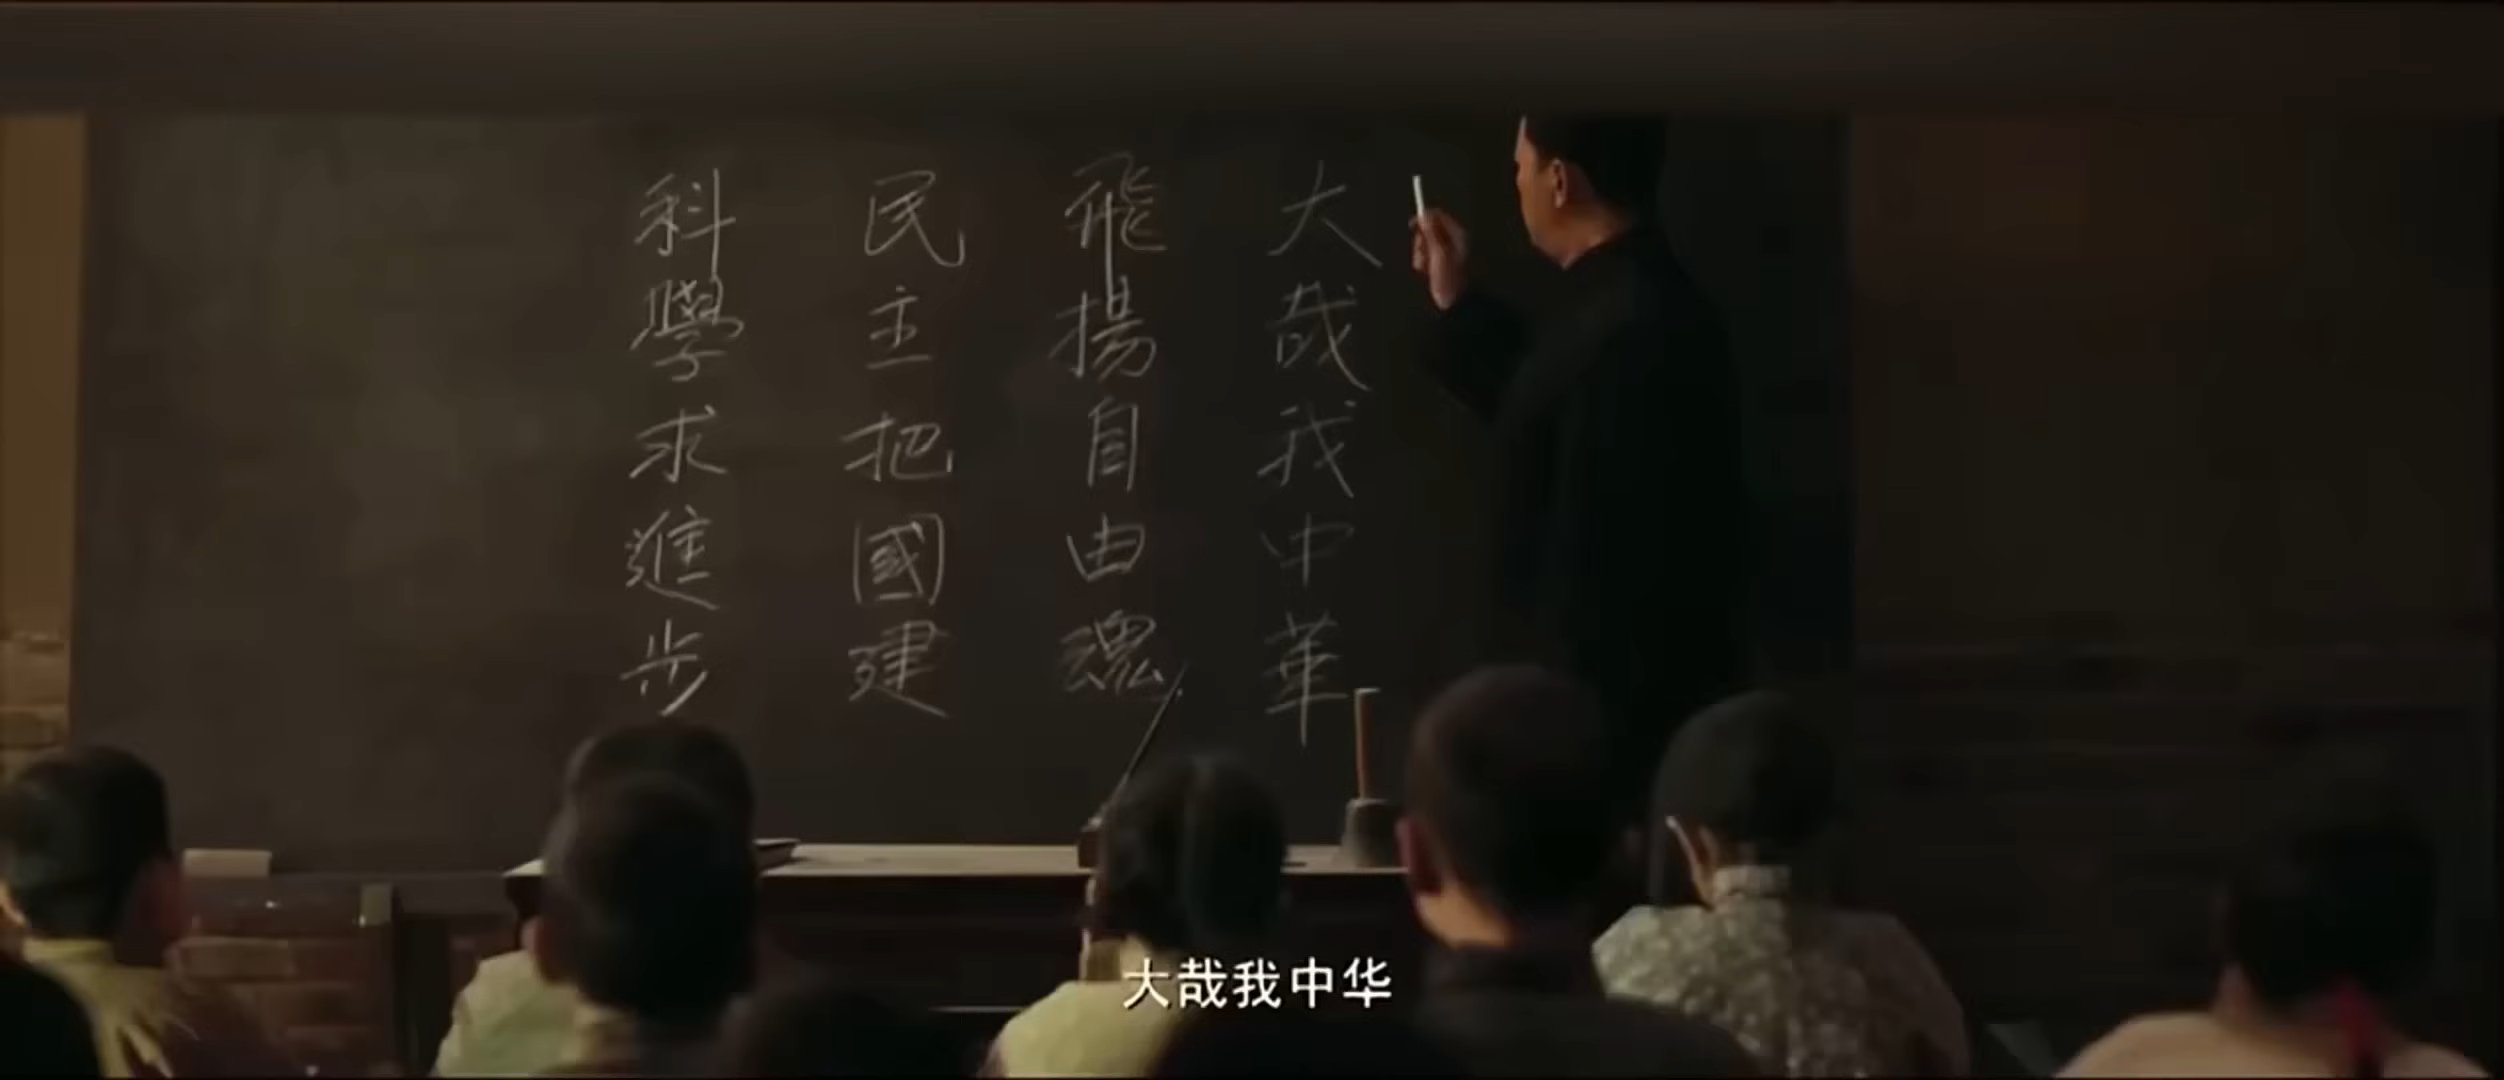 大哉我中華
飛揚自由魂
民主把國建
科學求進步
大哉我中华